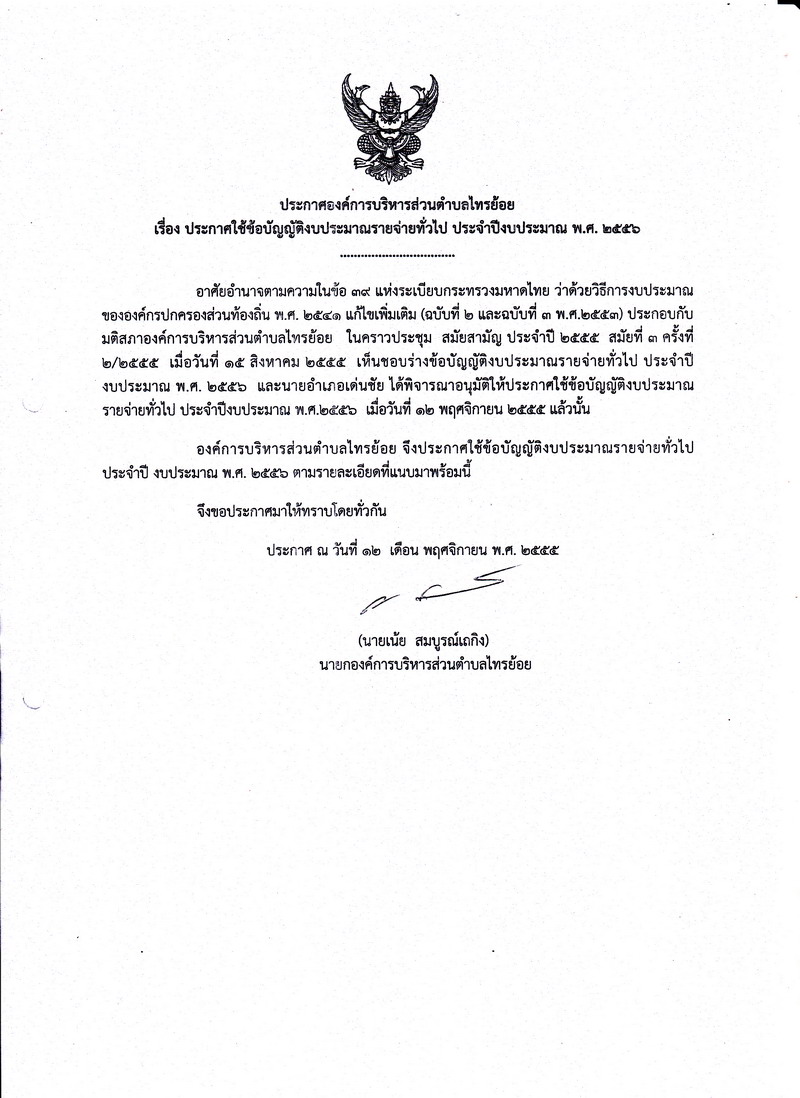 ประกาศองค์การบริหารส่วนตำบลไทรย้อย
เรื่อง ประกาศใช้ข้อบัญญัติงบประมาณรายจ่ายทั่วไป ประจำปีงบประมาณ พ.ศ. ๒๕๕๖
.................................
อาศัยอำนาจตามความในข้อ ๓๙ แห่งระเบียบกระทรวงมหาดไทย ว่าด้วยวิธีการงบประมาณ
ขององค์กรปกครองส่วนท้องถิ่น พ.ศ. ๒๕๔๑ แก้ไขเพิ่มเติม (ฉบับที่ ๒ และฉบับที่ ๓ พ.ศ.๒๕๕๓) ประกอบกับ
มติสภาองค์การบริหารส่วนตำบลไทรย้อย ในคราวประชุม สมัยสามัญ ประจำปี ๒๕๕๕ สมัยที่ ๓ ครั้งที่
๒/๒๕๕๕ เมื่อวันที่ ๑๕ สิงหาคม ๒๕๕๕ เห็นชอบร่างข้อบัญญัติงบประมาณรายจ่ายทั่วไป ประจำปี
งบประมาณ พ.ศ. ๒๕๕๖ และนายอำเภอเด่นชัย ได้พิจารณาอนุมัติให้ประกาศใช้ข้อบัญญัติงบประมาณ
รายจ่ายทั่วไป ประจำปีงบประมาณ พ.ศ.๒๕๕๖ เมื่อวันที่ ๑๒ พฤศจิกายน ๒๕๕๕ แล้วนั้น
องค์การบริหารส่วนตำบลไทรย้อย จึงประกาศใช้ข้อบัญญัติงบประมาณรายจ่ายทั่วไป
ประจำปี งบประมาณ พ.ศ. ๒๕๕๖ ตามรายละเอียดที่แนบมาพร้อมนี้
จึงขอประกาศมาให้ทราบโดยทั่วกัน
ประกาศ ณ วันที่ ๑๒ เดือน พฤศจิกายน พ.ศ. ๒๕๕๕
(นายเน้ย สมบูรณ์เถกิง)
นายกองค์การบริหารส่วนตำบลไทรย้อย